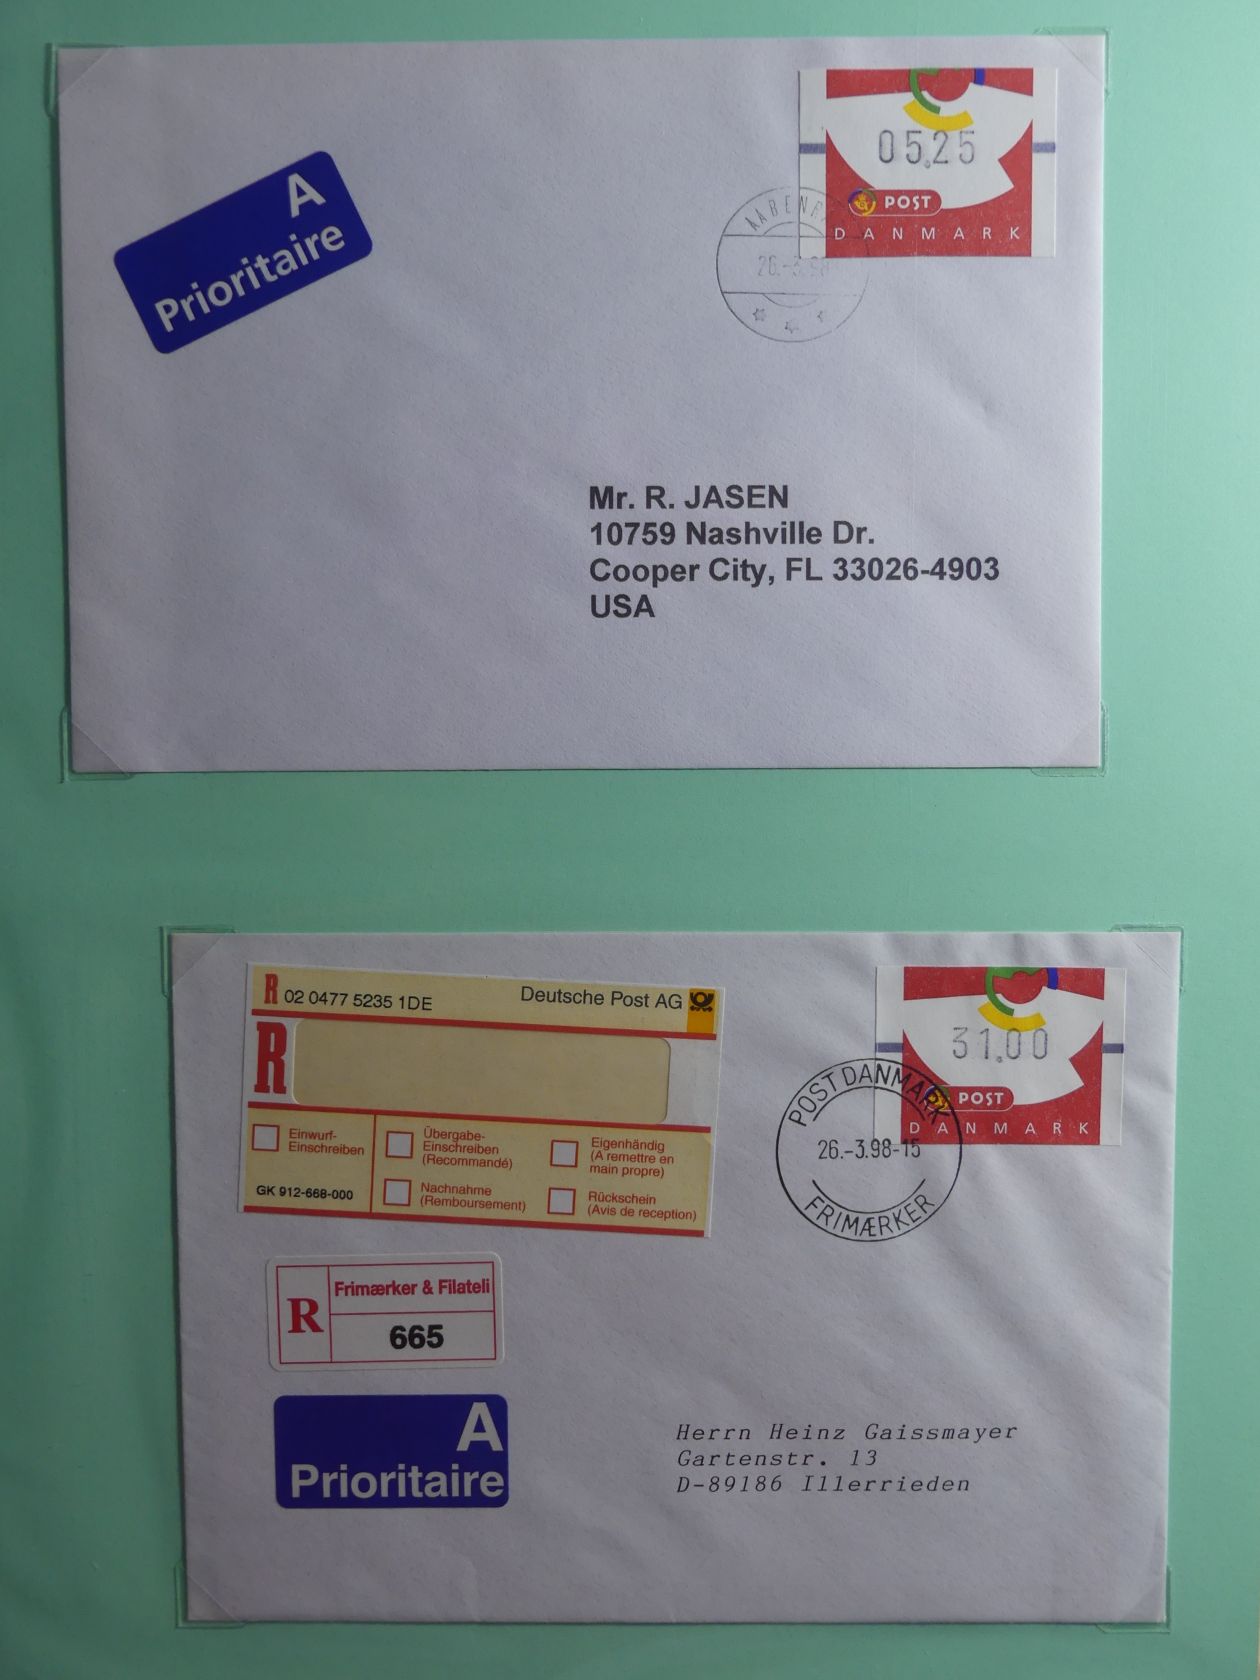 05.25
POST
DANMARK
26.-3.98
A
Prioritaire
Mr. R. JASEN
10759 Nashville Dr.
Cooper City, FL 33026-4903
USA
R 02 0477 5235 1DE
Deutsche Post AG
R
Einwurf-
Einschreiben
GK 912-668-000
Übergabe-
Einschreiben
(Recommandé)
Nachnahme
(Remboursement)
Eigenhändig
(A remettre en
main propre)
Rückschein
(Avis de reception)
31.00
POST
DANMARK
POST DANMARK
26.-3.98-15
FRIMÆRKER
R
Frimærker & Filateli
665
A
Prioritaire
Herrn Heinz Gaissmayer
Gartenstr. 13
D-89186 Illerrieden